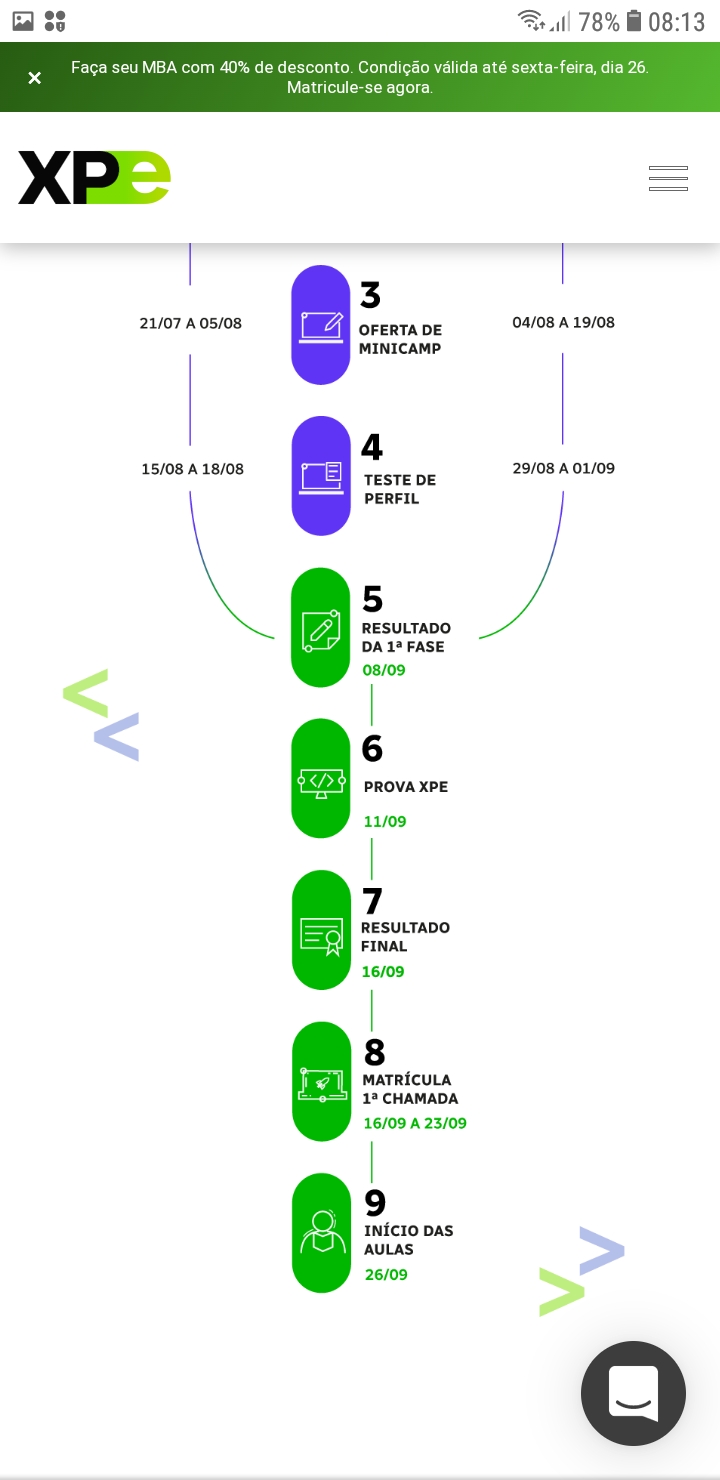 78% 08:13
Faça seu MBA com 40% de desconto. Condição válida até sexta-feira, dia 26.
Matricule-se agora.
XPe
3
21/07 A 05/08
OFERTA DE
MINICAMP
04/08 A 19/08
4
15/08 A 18/08
TESTE DE
PERFIL
29/08 A 01/09
5
RESULTADO
DA 1ª FASE
08/09
6
PROVA XPE
11/09
7
RESULTADO
FINAL
16/09
8
MATRÍCULA
1ª CHAMADA
16/09 A 23/09
9
INÍCIO DAS
AULAS
26/09